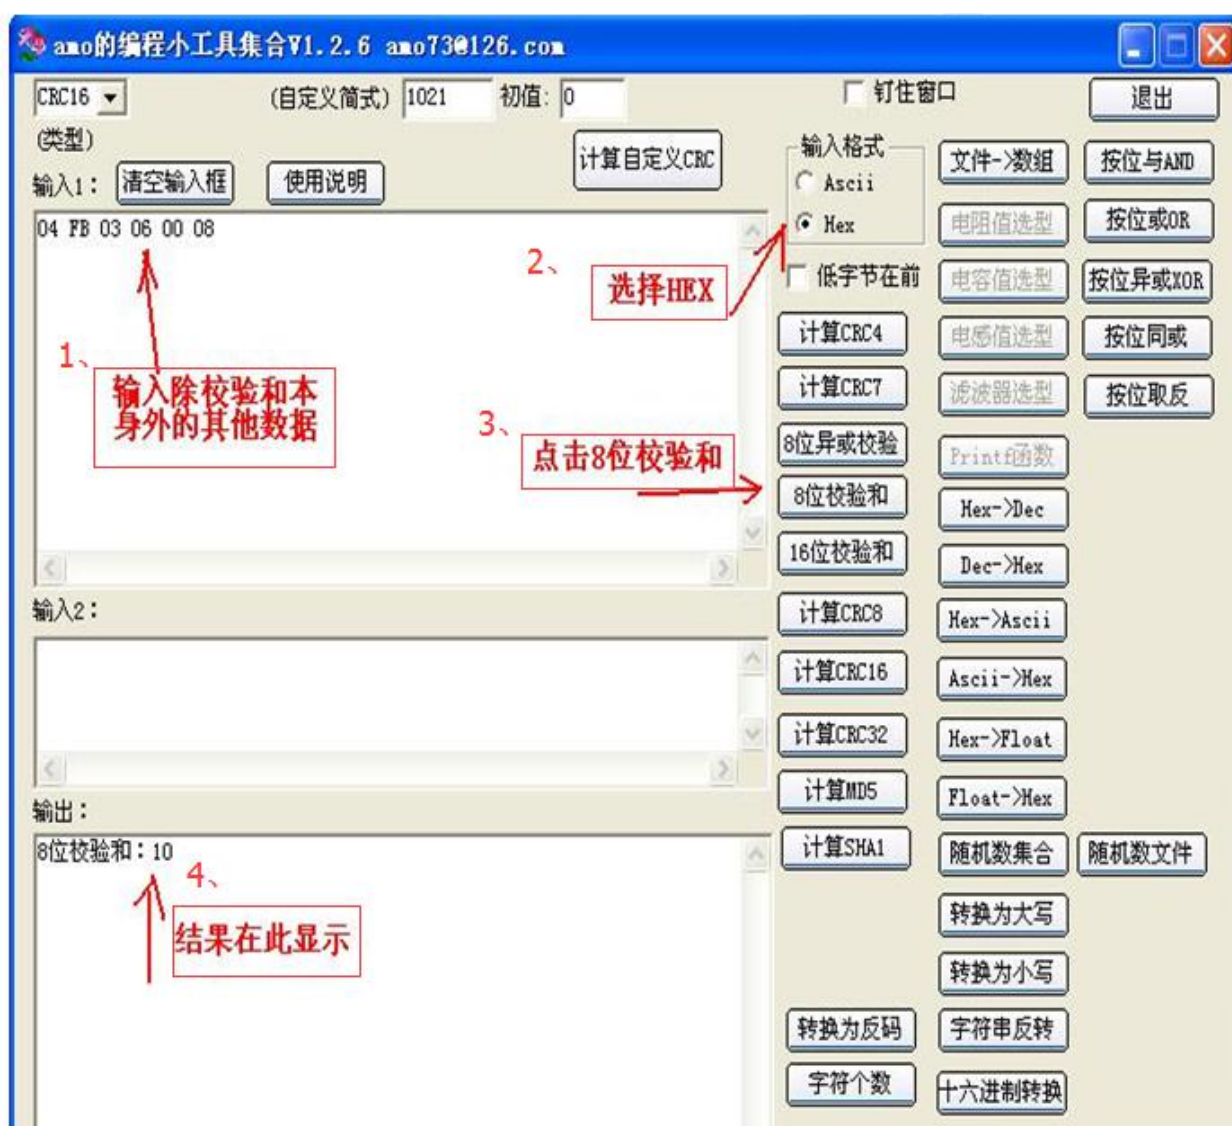 amo的编程小工具集合V1.2.6 amo73@126.com
CRC16 (自定义简式) 1021 初值: 0 钉住窗口 退出
(类型)
计算自定义CRC
输入格式
Ascii
Hex
低字节在前
输入1: 清空输入框 使用说明
04 FB 03 06 00 08
1、
输入除校验和本
身外的其他数据
2、
选择HEX
3、
点击8位校验和
输入2:
输出:
8位校验和:10
4、
结果在此显示
计算CRC4
计算CRC7
8位异或校验
8位校验和
16位校验和
计算CRC8
计算CRC16
计算CRC32
计算MD5
计算SHA1
转换为反码
字符个数
文件->数组
电阻值选型
电容值选型
电感值选型
滤波器选型
Printf函数
Hex->Dec
Dec->Hex
Hex->Ascii
Ascii->Hex
Hex->Float
Float->Hex
随机数集合
转换为大写
转换为小写
字符串反转
十六进制转换
按位与AND
按位或OR
按位异或XOR
按位同或
按位取反
随机数文件